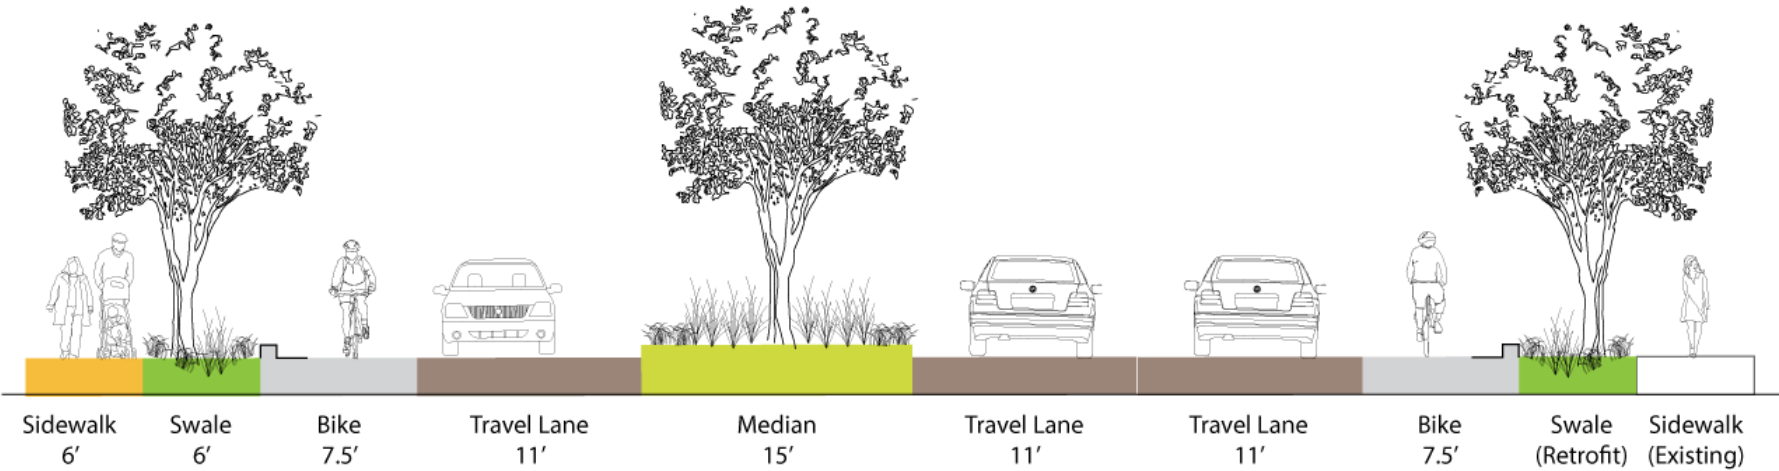 Sidewalk Swale Bike Travel Lane Median Travel Lane Travel Lane Bike Swale Sidewalk
6′ 6′ 7.5′ 11′ 15′ 11′ 11′ 7.5′ (Retrofit) (Existing)